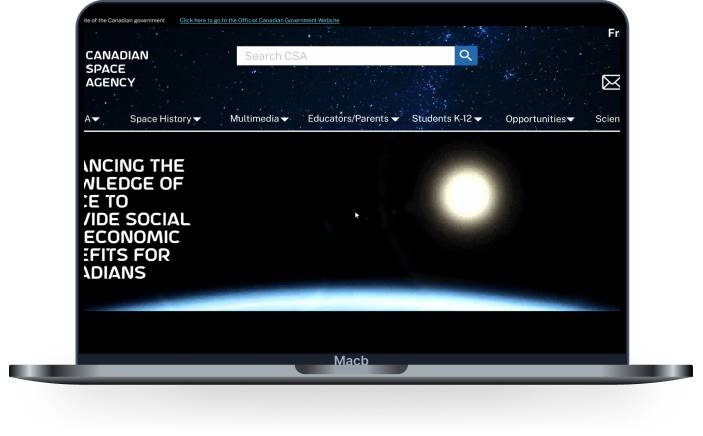 ite of the Canadian government Click here to go to the Official Canadian Government Website
Fr
CANADIAN
SPACE
AGENCY
Search CSA
A Space History Multimedia Educators/Parents Students K-12 Opportunities Scien
ANCING THE
WLEDGE OF
CE TO
VIDE SOCIAL
ECONOMIC
EFITS FOR
ADIANS
Macb